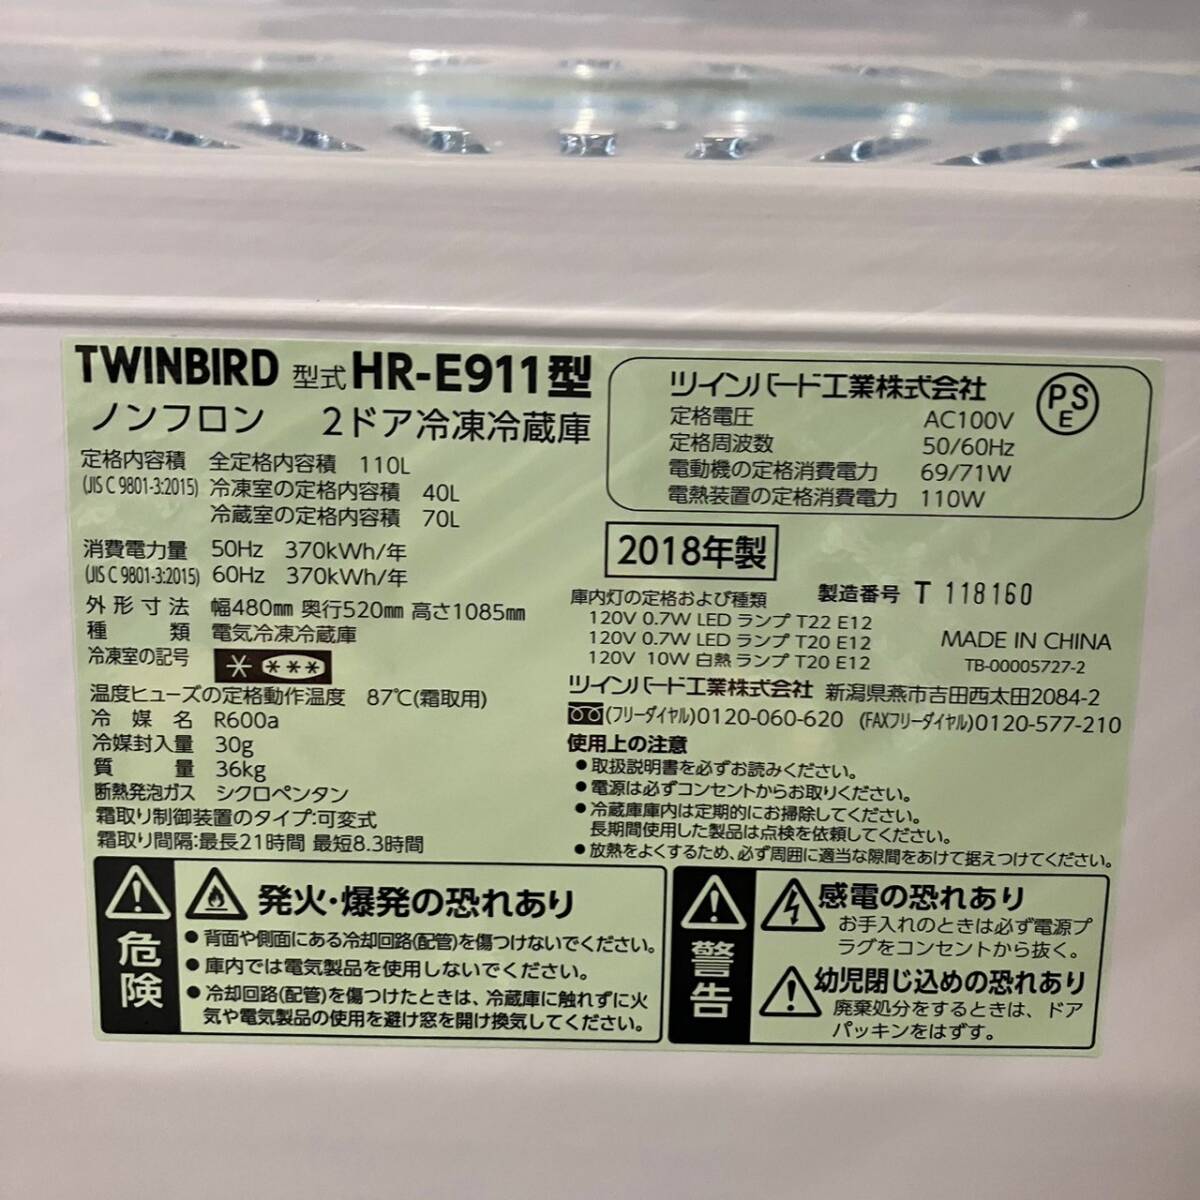 TWINBIRD 型式 HR-E911型
ノンフロン 2ドア冷凍冷蔵庫
定格内容積 全定格内容積 110L
(JIS C 9801-3:2015) 冷凍室の定格内容積 40L
冷蔵室の定格内容積 70L
消費電力量 50Hz 370kWh/年
(JIS C 9801-3:2015) 60Hz 370kWh/年
外形寸法 幅480mm 奥行520mm 高さ1085mm
種類 電気冷凍冷蔵庫
冷凍室の記号
温度ヒューズの定格動作温度 87℃(霜取用)
冷媒名 R600a
冷媒封入量 30g
質量 36kg
断熱発泡ガス シクロペンタン
霜取り制御装置のタイプ:可変式
霜取り間隔:最長21時間 最短8.3時間
ツインバード工業株式会社
PSE
定格電圧 AC100V
定格周波数 50/60Hz
電動機の定格消費電力 69/71W
電熱装置の定格消費電力 110W
2018年製
庫内灯の定格および種類
120V 0.7W LED ランプ T22 E12
120V 0.7W LED ランプ T20 E12
120V 10W 白熱 ランプ T20 E12
製造番号 T 118160
MADE IN CHINA
TB-00005727-2
ツインバード工業株式会社 新潟県燕市吉田西太田2084-2
(フリーダイヤル)0120-060-620 (FAXフリーダイヤル)0120-577-210
使用上の注意
●取扱説明書を必ずお読みください。
●電源は必ずコンセントからお取りください。
●冷蔵庫庫内は定期的にお掃除してください。
長期間使用した製品は点検を依頼してください。
●放熱をよくするため、必ず周囲に適当な隙間をあけて据えつけてください。
危険
発火・爆発の恐れあり
●背面や側面にある冷却回路(配管)を傷つけないでください。
●庫内では電気製品を使用しないでください。
●冷却回路(配管)を傷つけたときは、冷蔵庫に触れずに火
気や電気製品の使用を避け窓を開け換気してください。
警告
感電の恐れあり
お手入れのときは必ず電源プ
ラグをコンセントから抜く。
幼児閉じ込めの恐れあり
廃棄処分をするときは、ドア
パッキンをはずす。